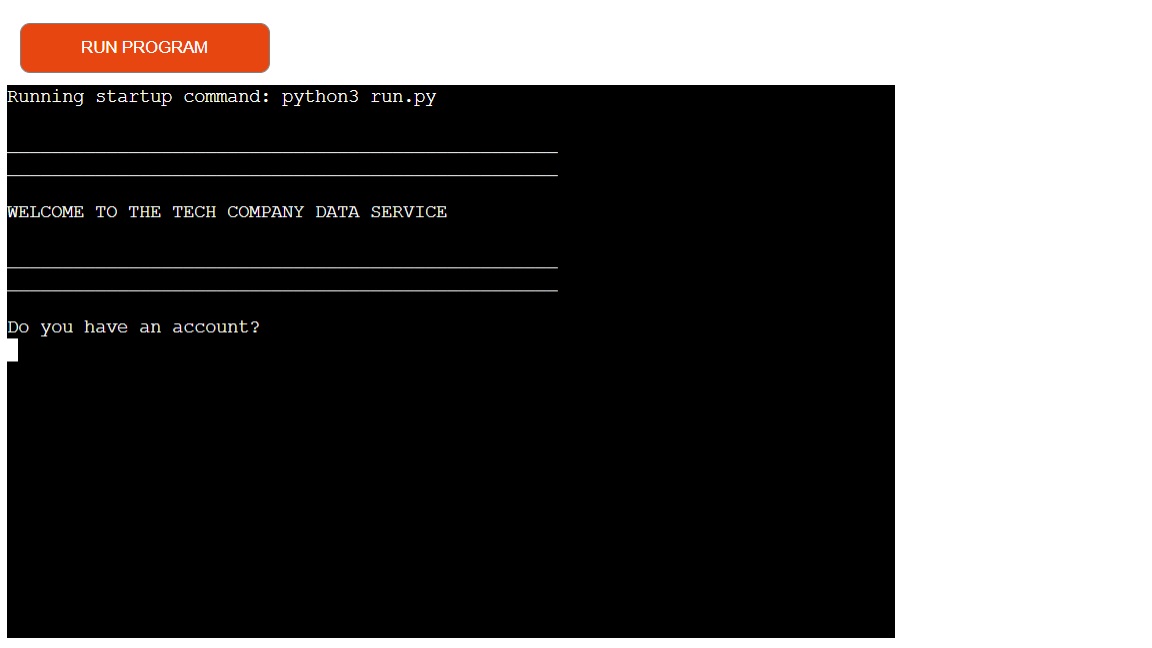 RUN PROGRAM
Running startup command: python3 run.py
WELCOME TO THE TECH COMPANY DATA SERVICE
Do you have an account?